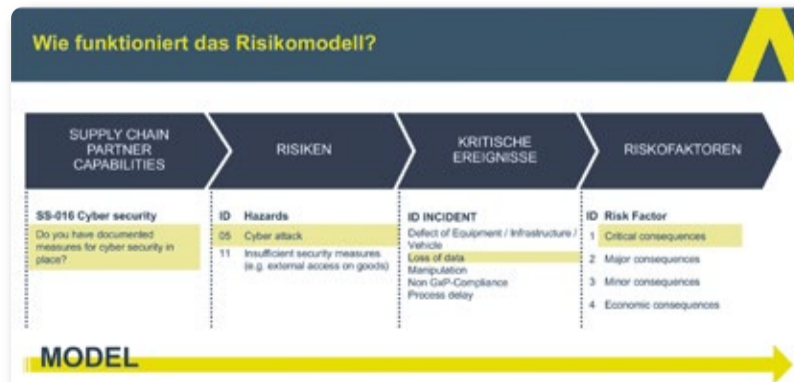 Wie funktioniert das Risikomodell?
SUPPLY CHAIN
PARTNER
CAPABILITIES
RISIKEN
KRITISCHE
EREIGNISSE
RISKOFAKTOREN
SS-016 Cyber security
Do you have documented
measures for cyber security in
place?
ID Hazards
05 Cyber attack
11 Insufficient security measures
(e.g. external access on goods)
ID INCIDENT
Defect of Equipment / Infrastructure /
Vehicle
Loss of data
Manipulation
Non GxP-Compliance
Process delay
ID Risk Factor
1 Critical consequences
2 Major consequences
3 Minor consequences
4 Economic consequences
MODEL